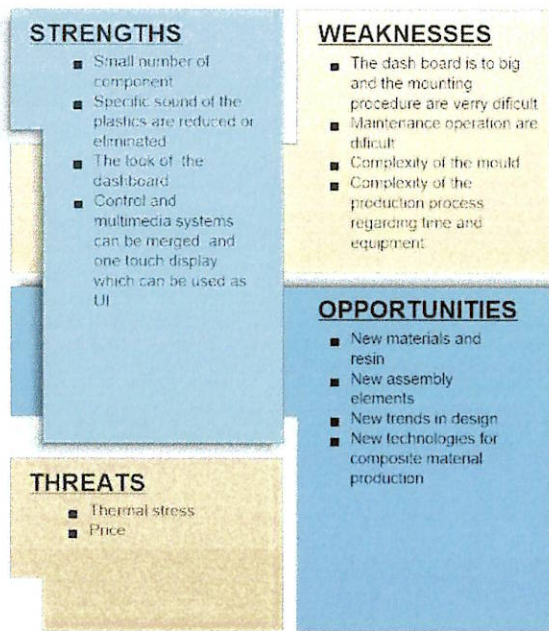 STRENGTHS
■ Small number of
component
■ Specific sound of the
plastics are reduced or
eliminated
■ The look of the
dashboard
■ Control and
multimedia systems
can be merged and
one touch display
which can be used as
UI
WEAKNESSES
■ The dash board is to big
and the mounting
procedure are verry dificult
■ Maintenance operation are
dificult
■ Complexity of the mould
■ Complexity of the
production process
regarding time and
equipment
OPPORTUNITIES
■ New materials and
resin
■ New assembly
elements
■ New trends in design
■ New technologies for
composite material
production
THREATS
■ Thermal stress
■ Price